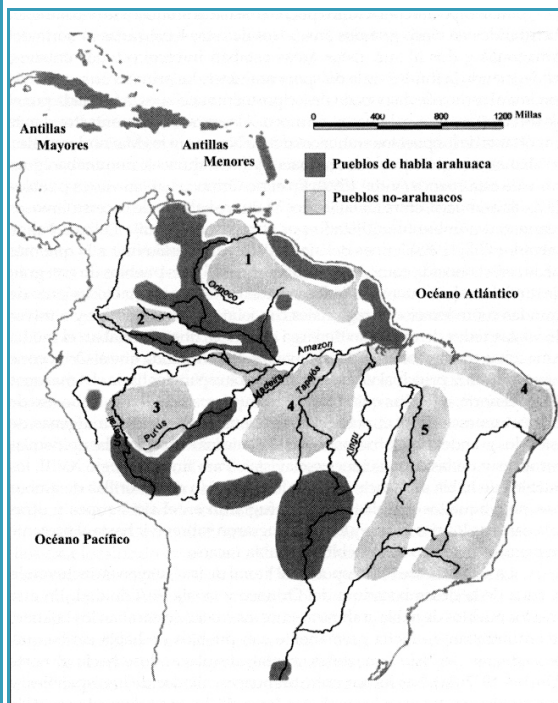 Antillas
Mayores
Antillas
Menores
0 400 800 1200 Millas
Pueblos de habla arahuaca
Pueblos no-arahuacos
1
Orinoco
Océano Atlántico
2
Amazon
Madeira
Tapajós
4
4
3
Purus
Xingu
5
Océano Pacífico